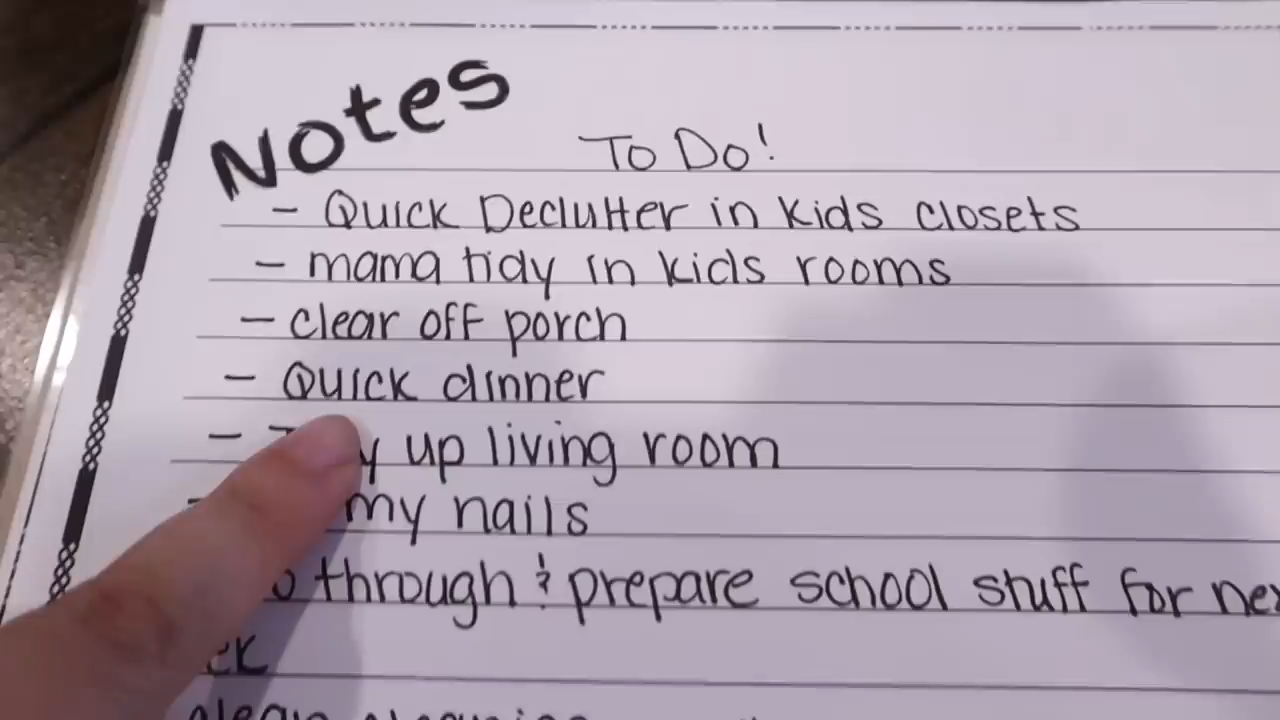 Notes
To Do!
- Quick Declutter in kids closets
- mama tidy in kids rooms
- clear off porch
- Quick dinner
- up living room
- my nails
through & prepare school stuff for